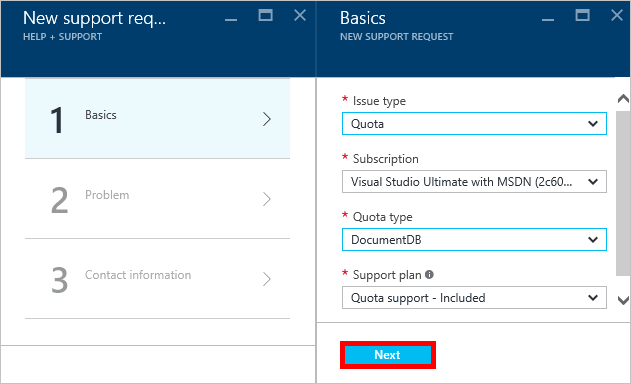 New support req...
HELP + SUPPORT
1 Basics
2 Problem
3 Contact information
Basics
NEW SUPPORT REQUEST
* Issue type
Quota
* Subscription
Visual Studio Ultimate with MSDN (2c60...
* Quota type
DocumentDB
* Support plan
Quota support - Included
Next